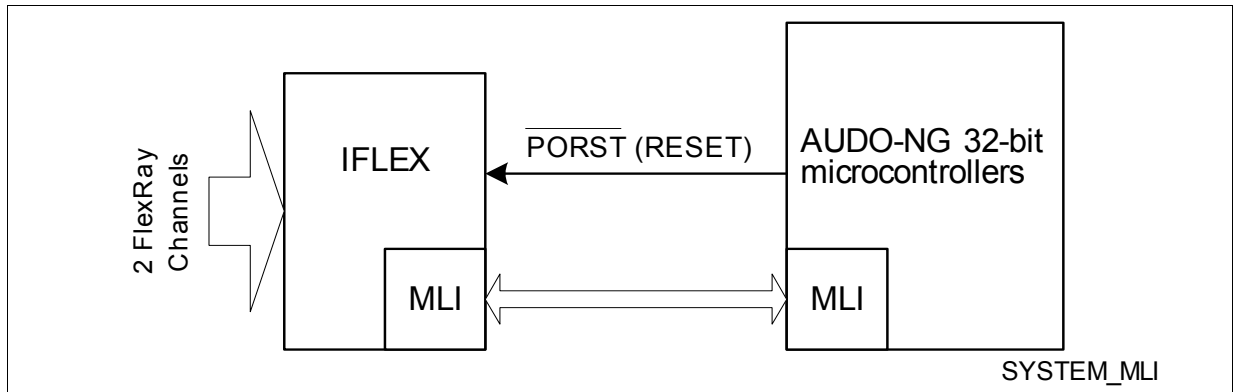 2 FlexRay
Channels
IFLEX
MLI
PORST (RESET)
AUDO-NG 32-bit
microcontrollers
MLI
SYSTEM_MLI